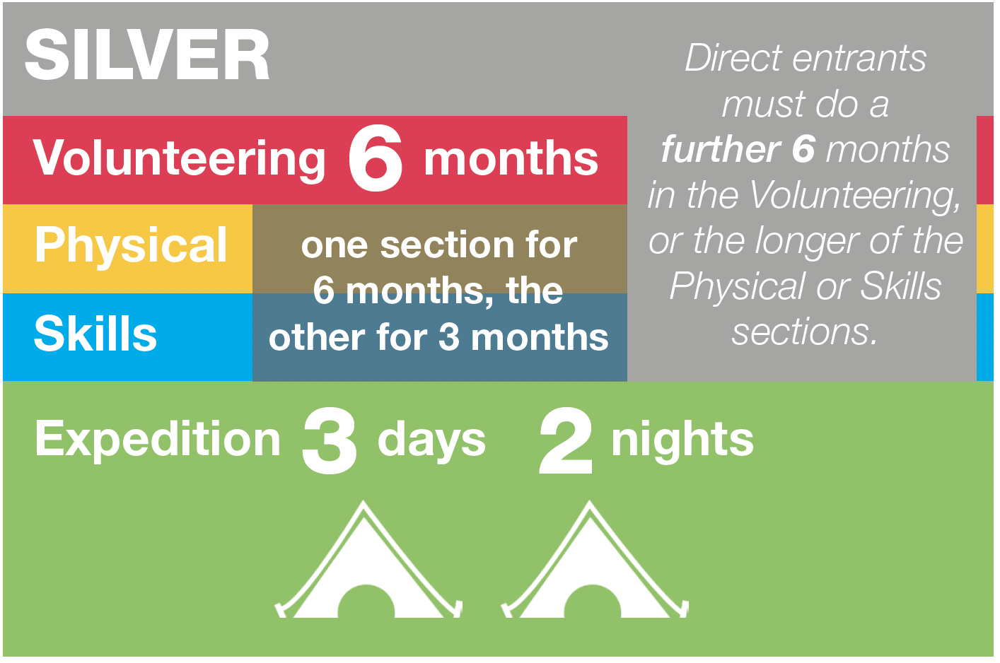 SILVER
Volunteering 6 months
Physical
Skills
one section for
6 months, the
other for 3 months
Direct entrants
must do a
further 6 months
in the Volunteering,
or the longer of the
Physical or Skills
sections.
Expedition 3 days 2 nights